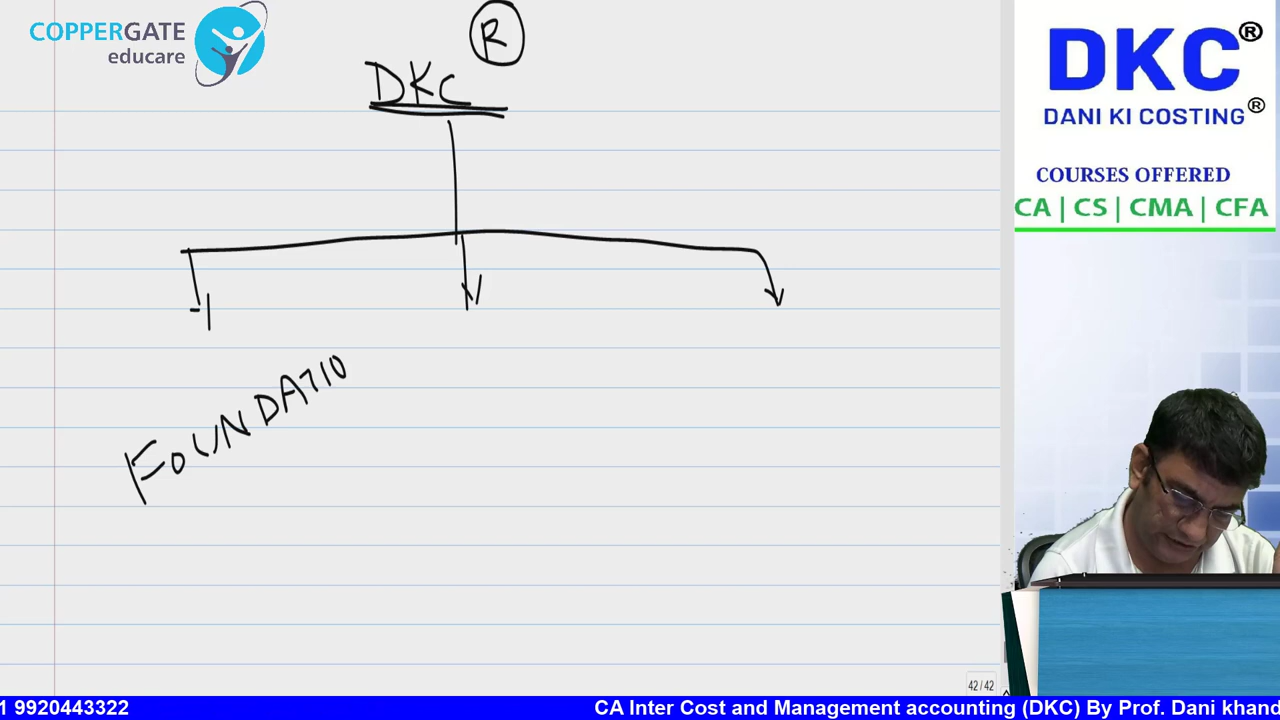 COPPERGATE
educare
R
DKC
FOUNDATIO
DKC®
DANI KI COSTING®
COURSES OFFERED
CA | CS | CMA | CFA
42/42
1 9920443322
CA Inter Cost and Management accounting (DKC) By Prof. Dani khand